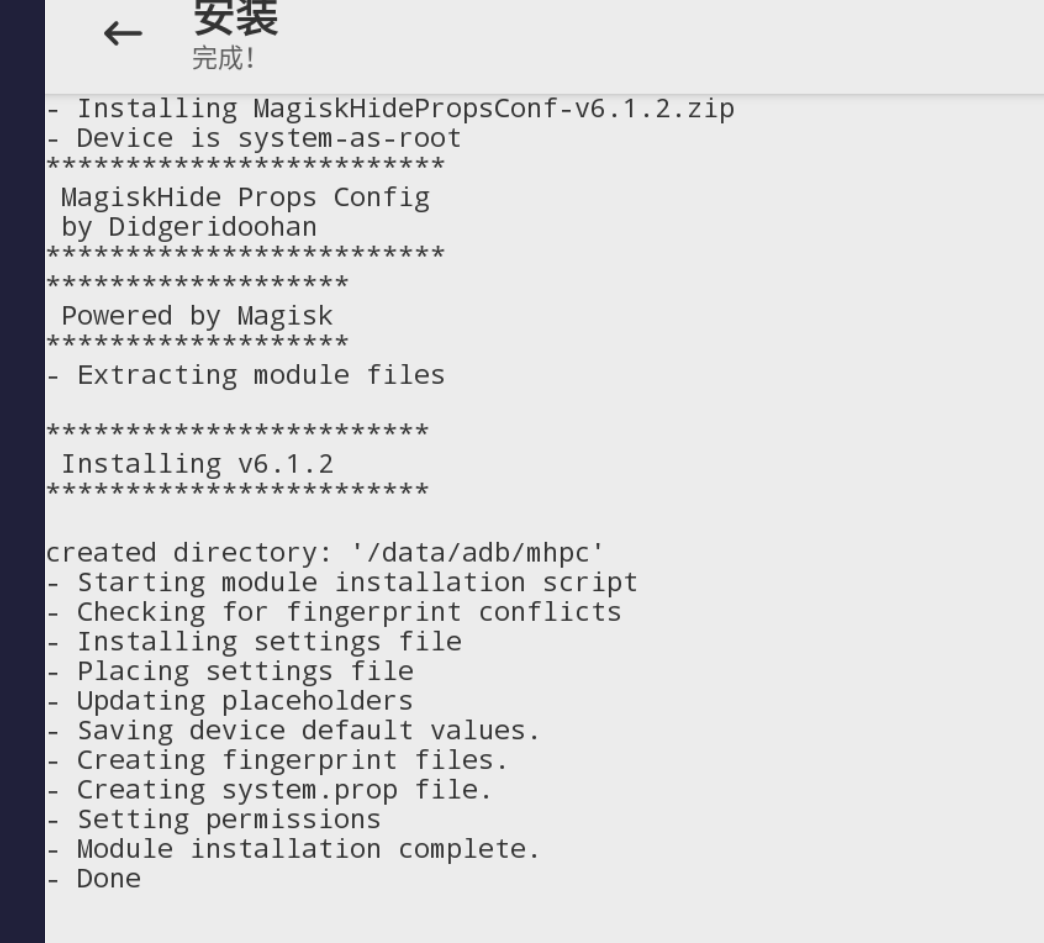 安装
完成!
- Installing MagiskHidePropsConf-v6.1.2.zip
- Device is system-as-root
*************************
 MagiskHide Props Config
 by Didgeridoohan
*************************
*******************
 Powered by Magisk
*******************
- Extracting module files

************************
 Installing v6.1.2
************************

created directory: '/data/adb/mhpc'
- Starting module installation script
- Checking for fingerprint conflicts
- Installing settings file
- Placing settings file
- Updating placeholders
- Saving device default values.
- Creating fingerprint files.
- Creating system.prop file.
- Setting permissions
- Module installation complete.
- Done